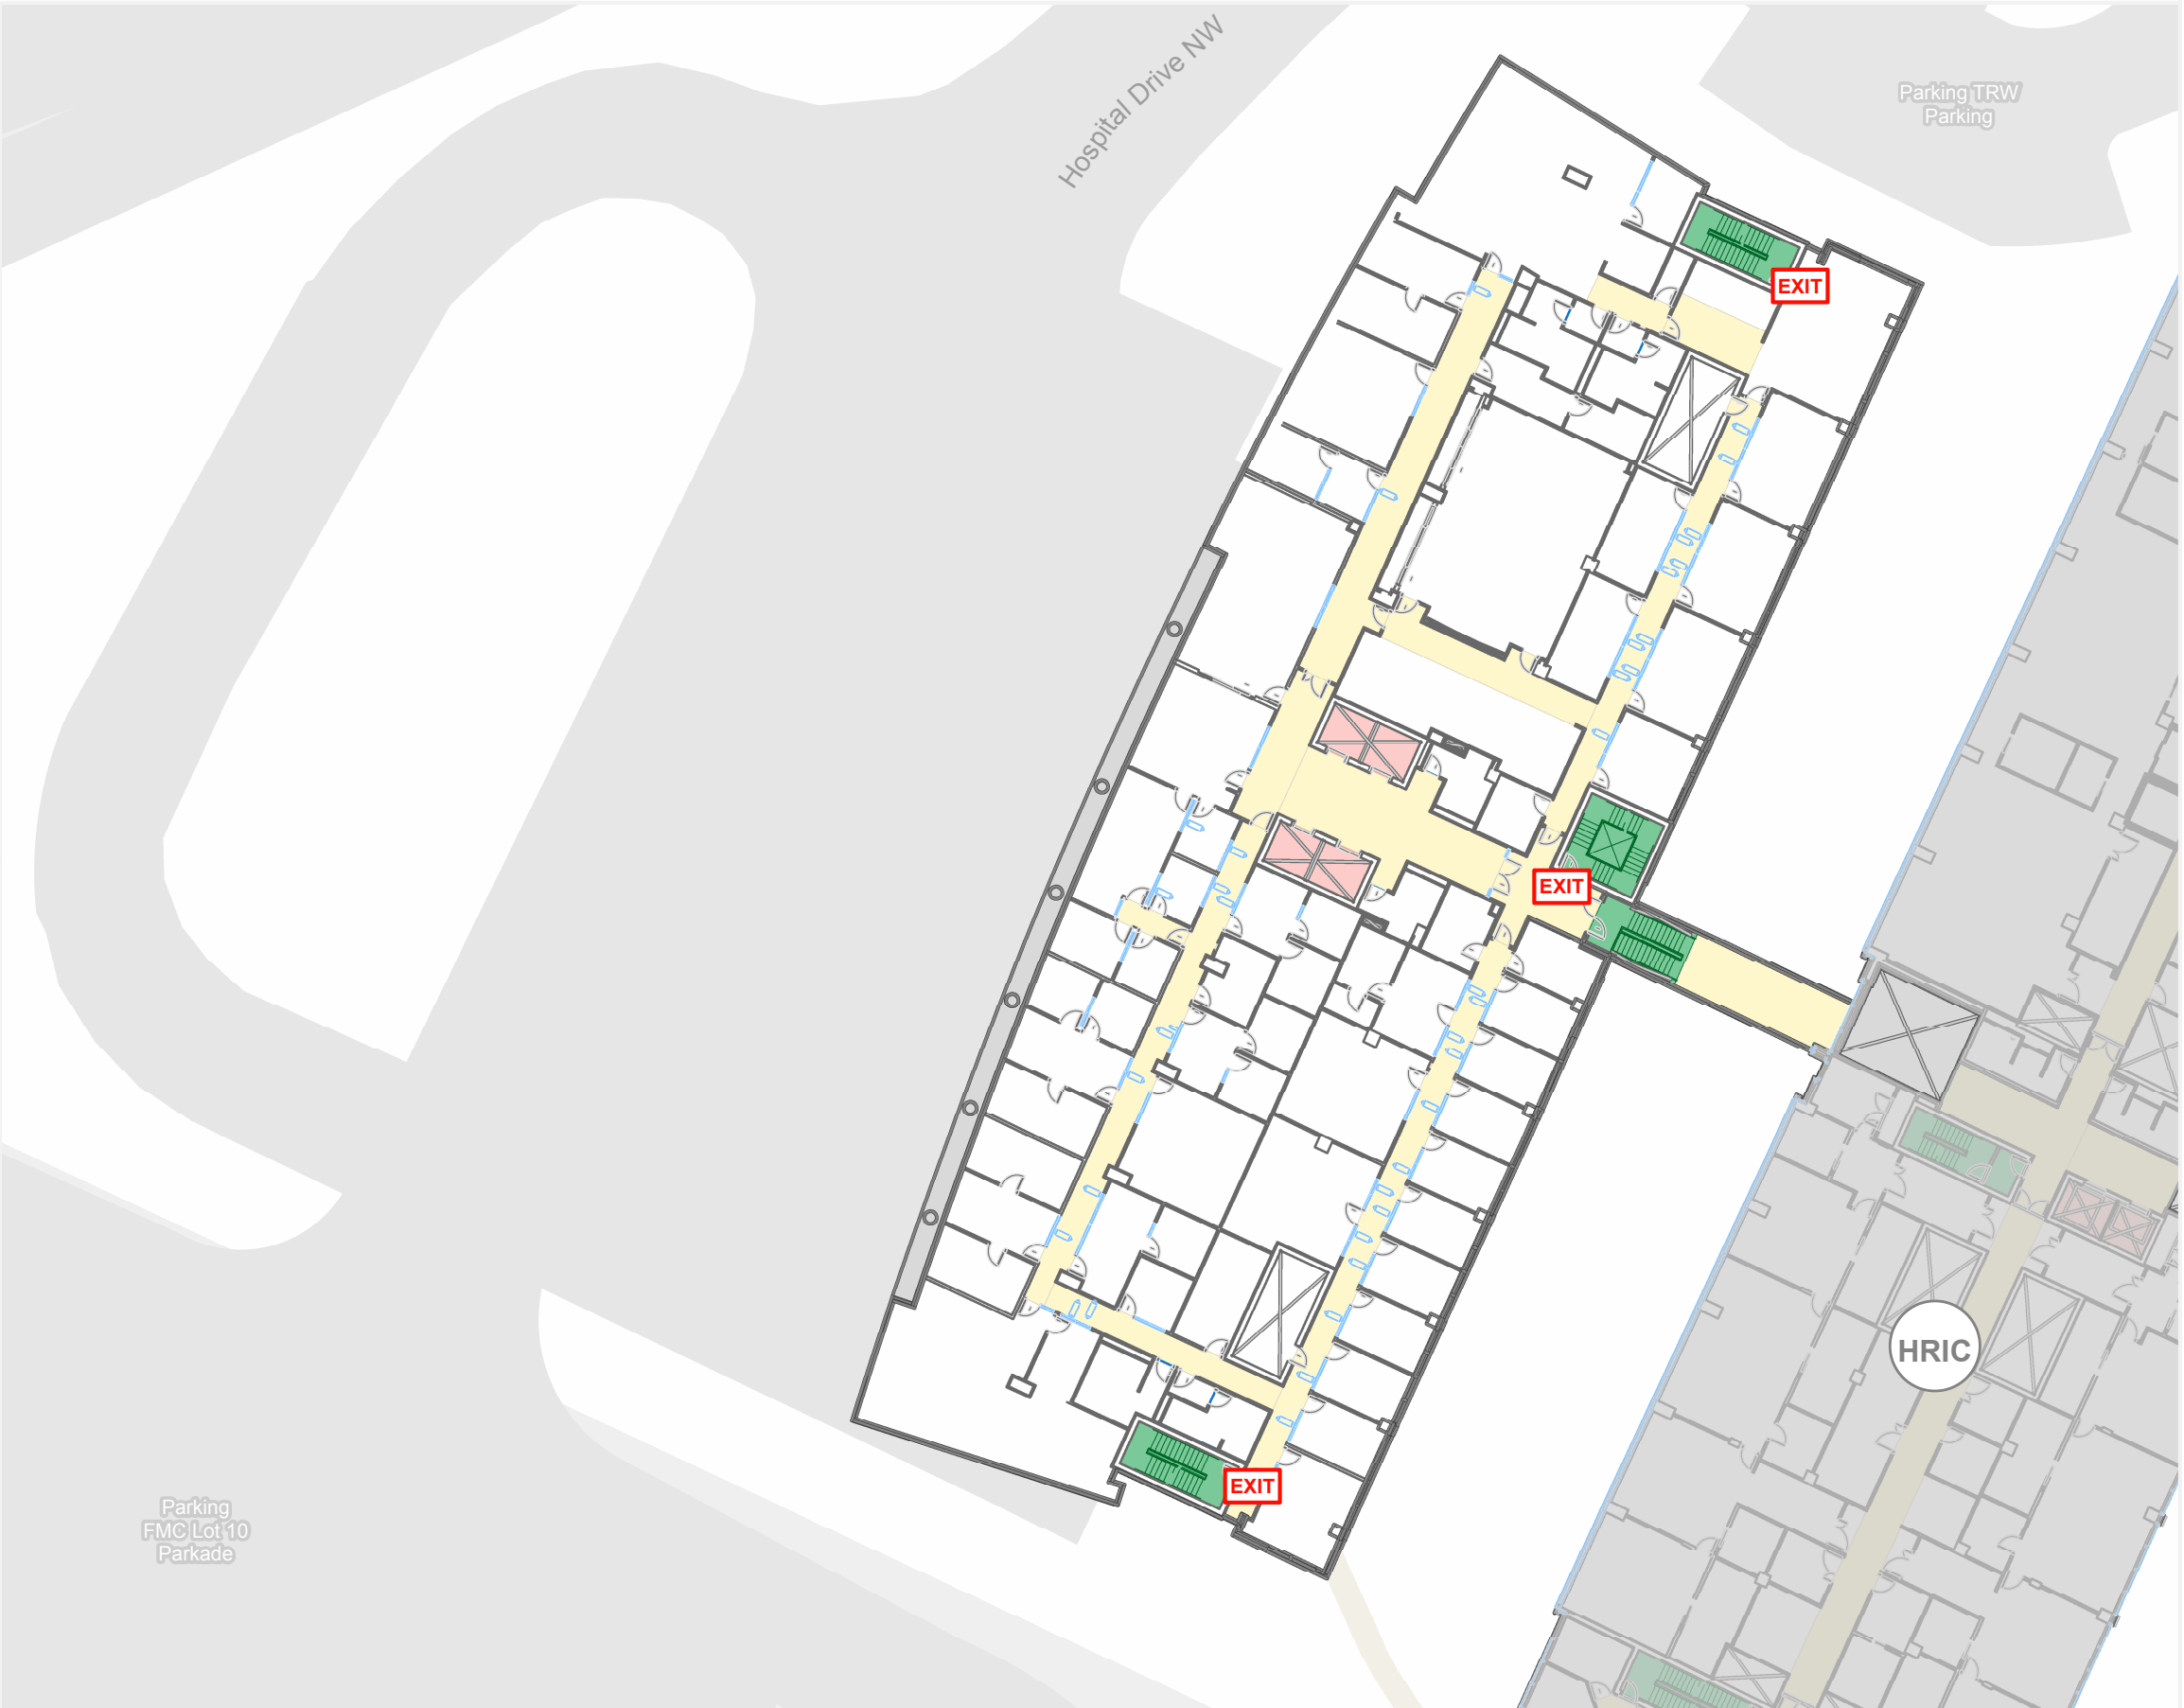 Hospital Drive NW
Parking TRW
Parking
EXIT
EXIT
HRIC
EXIT
Parking
FMC Lot 10
Parkade